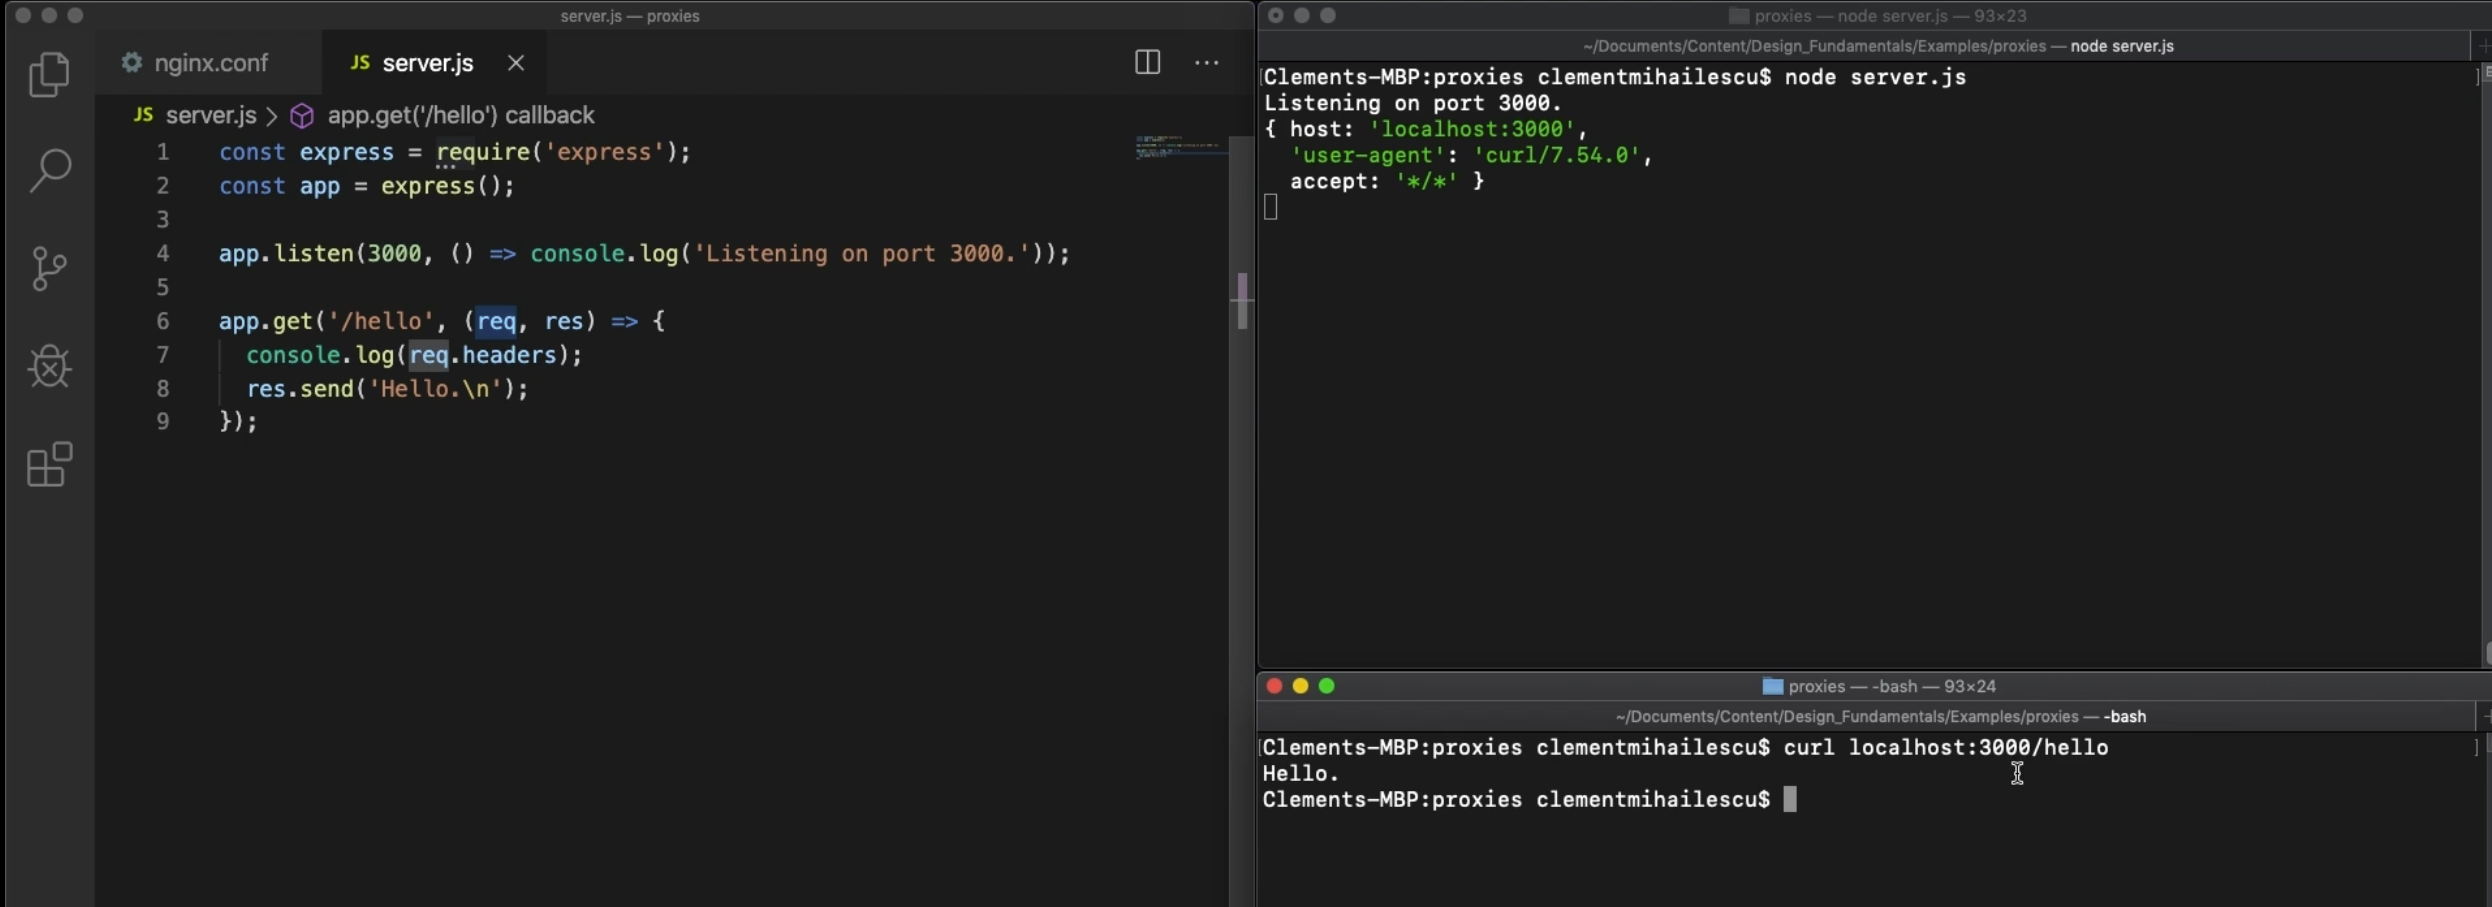 server.js — proxies
nginx.conf
JS server.js
JS server.js > app.get('/hello') callback
1 const express = require('express');
2 const app = express();
3
4 app.listen(3000, () => console.log('Listening on port 3000.'));
5
6 app.get('/hello', (req, res) => {
7 console.log(req.headers);
8 res.send('Hello.\n');
9 });
proxies — node server.js — 93×23
~/Documents/Content/Design_Fundamentals/Examples/proxies — node server.js
[Clements-MBP:proxies clementmihailescu$ node server.js ]
Listening on port 3000.
{ host: 'localhost:3000',
'user-agent': 'curl/7.54.0',
accept: '*/*' }
proxies — -bash — 93×24
~/Documents/Content/Design_Fundamentals/Examples/proxies — -bash
[Clements-MBP:proxies clementmihailescu$ curl localhost:3000/hello ]
Hello.
Clements-MBP:proxies clementmihailescu$